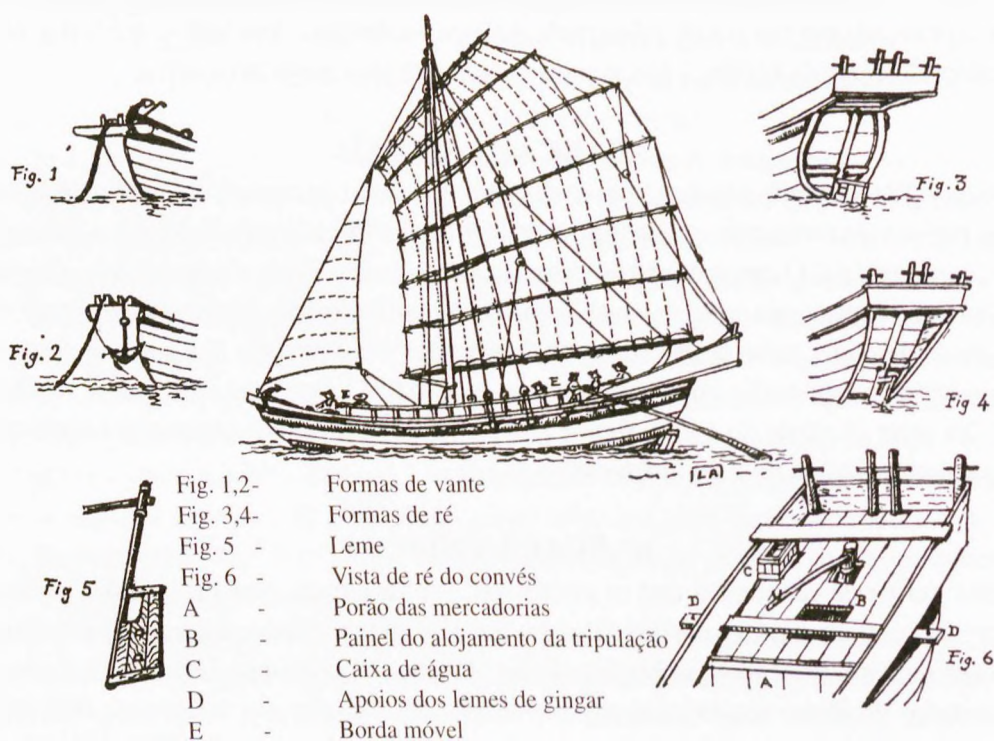 Fig. 1
Fig. 2
Fig. 3
Fig 4
E
E
ILA
Fig 5
Fig. 1,2- Formas de vante
Fig. 3,4- Formas de ré
Fig. 5 Leme
Fig. 6 - Vista de ré do convés
A - Porão das mercadorias
B - Painel do alojamento da tripulação
C - Caixa de água
D - Apoios dos lemes de gingar
E - Borda móvel
C
A
B
D
D
Fig. 6